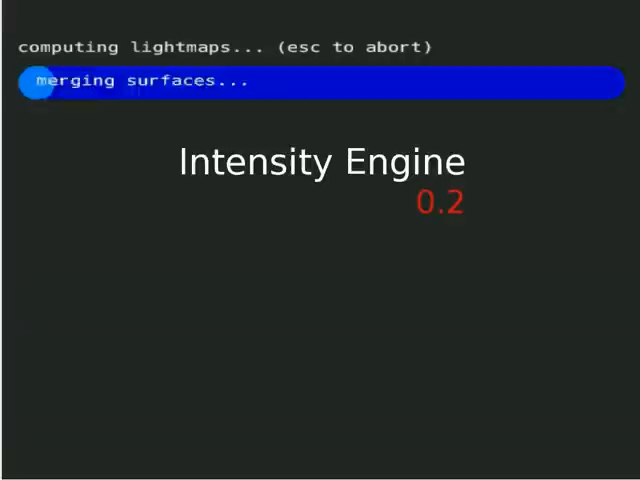 computing lightmaps... (esc to abort)
merging surfaces...
Intensity Engine
0.2